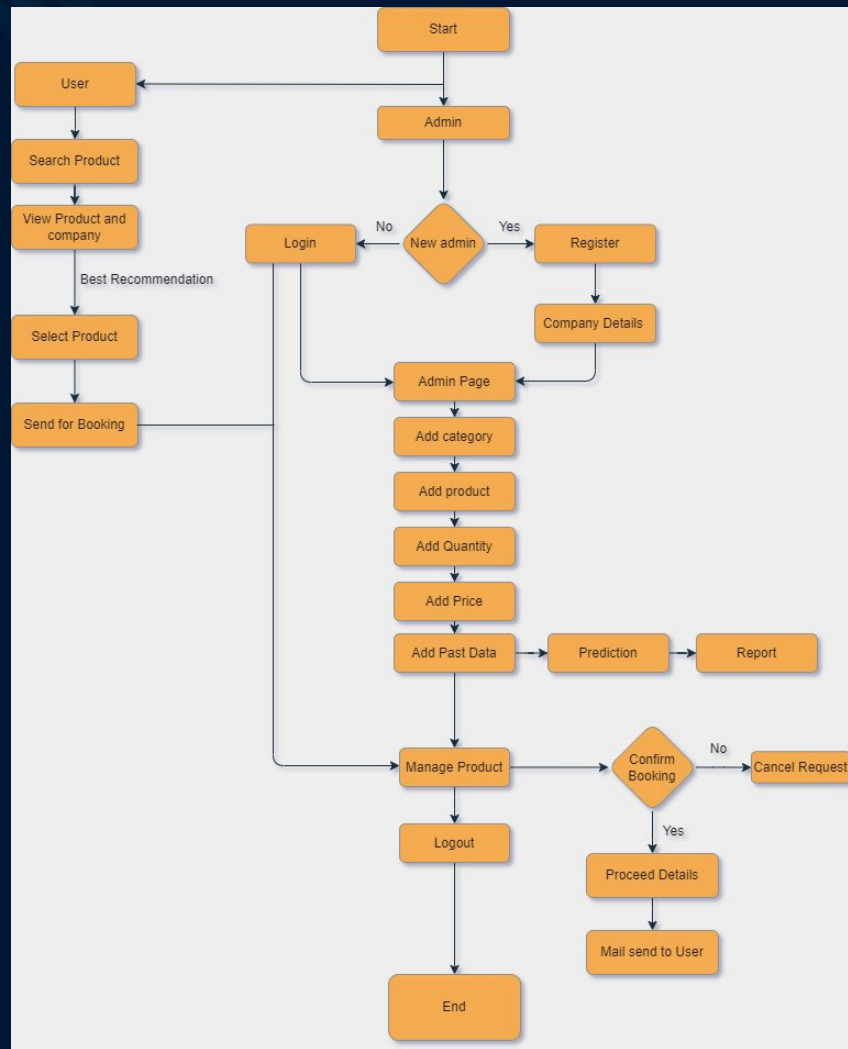 Start
User
Admin
Search Product
View Product and
company
No
Yes
Login
New admin
Register
Best Recommendation
Company Details
Select Product
Admin Page
Send for Booking
Add category
Add product
Add Quantity
Add Price
Add Past Data
Prediction
Report
Manage Product
Confirm
Booking
No
Cancel Request
Yes
Logout
Proceed Details
Mail send to User
End